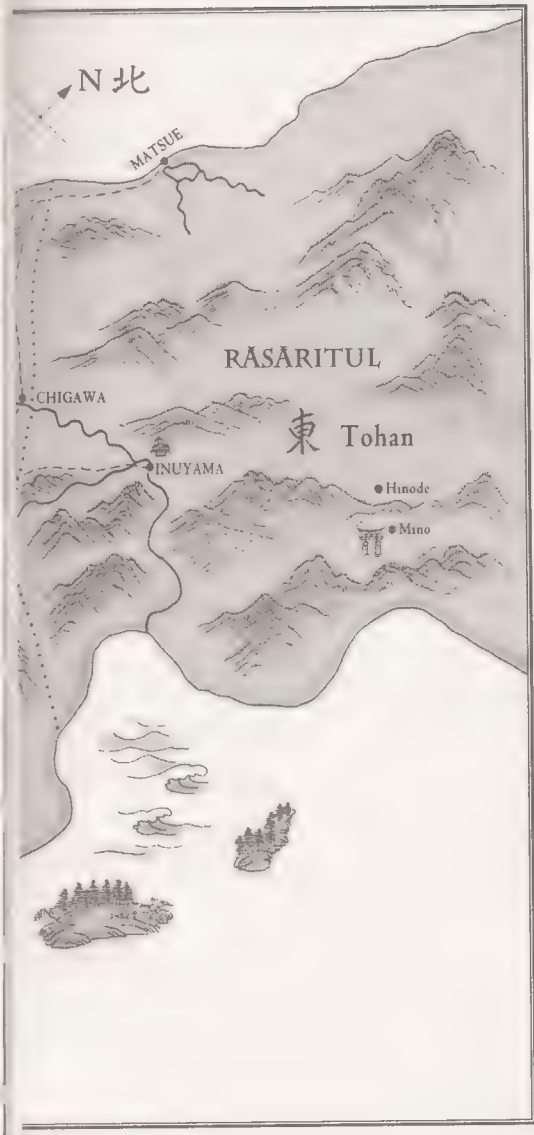 N 北
MATSUE
RĂSĂRITUL
CHIGAWA
東 Tohan
INUYAMA
Hinode
Mino